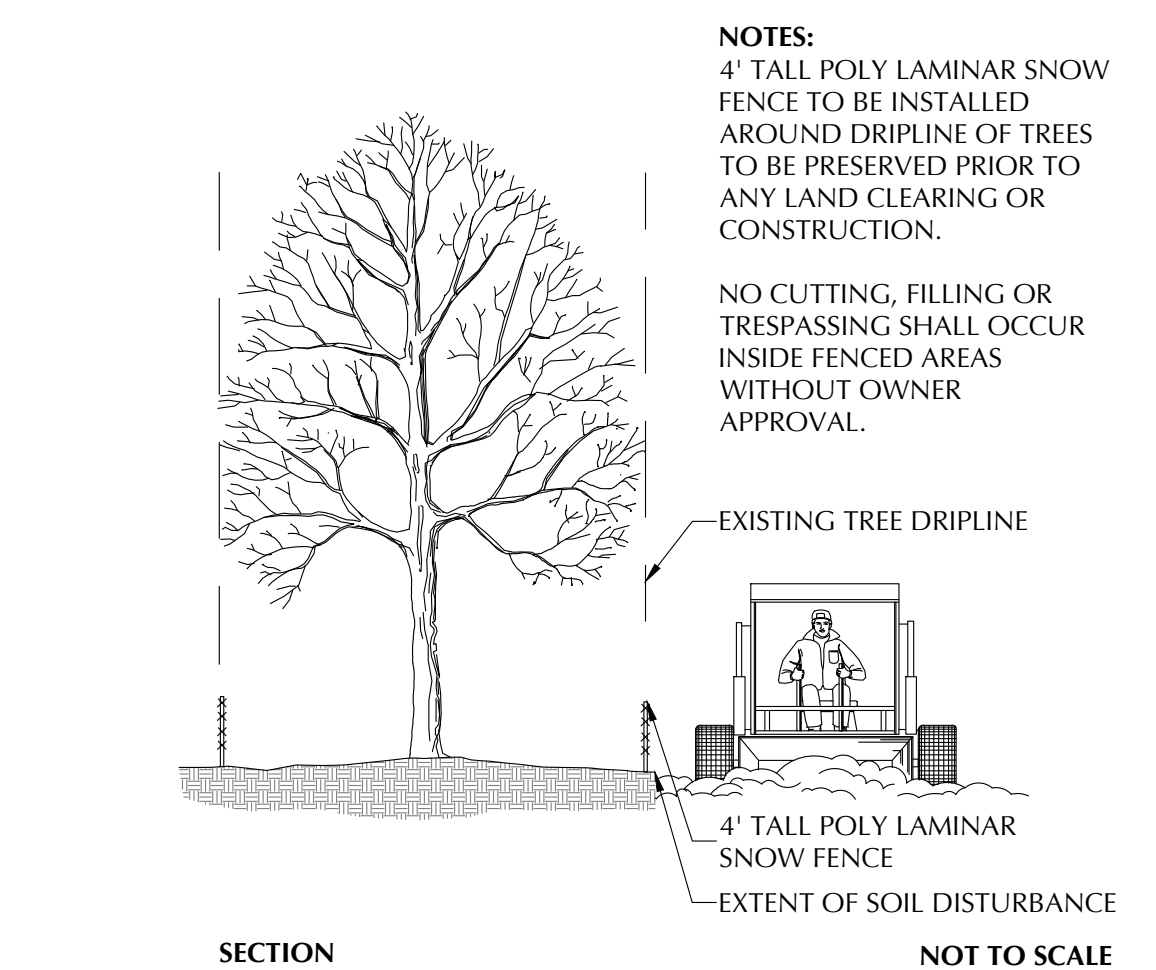 NOTES:
4' TALL POLY LAMINAR SNOW
FENCE TO BE INSTALLED
AROUND DRIPLINE OF TREES
TO BE PRESERVED PRIOR TO
ANY LAND CLEARING OR
CONSTRUCTION.
NO CUTTING, FILLING OR
TRESPASSING SHALL OCCUR
INSIDE FENCED AREAS
WITHOUT OWNER
APPROVAL.
EXISTING TREE DRIPLINE
4' TALL POLY LAMINAR
SNOW FENCE
EXTENT OF SOIL DISTURBANCE
SECTION
NOT TO SCALE